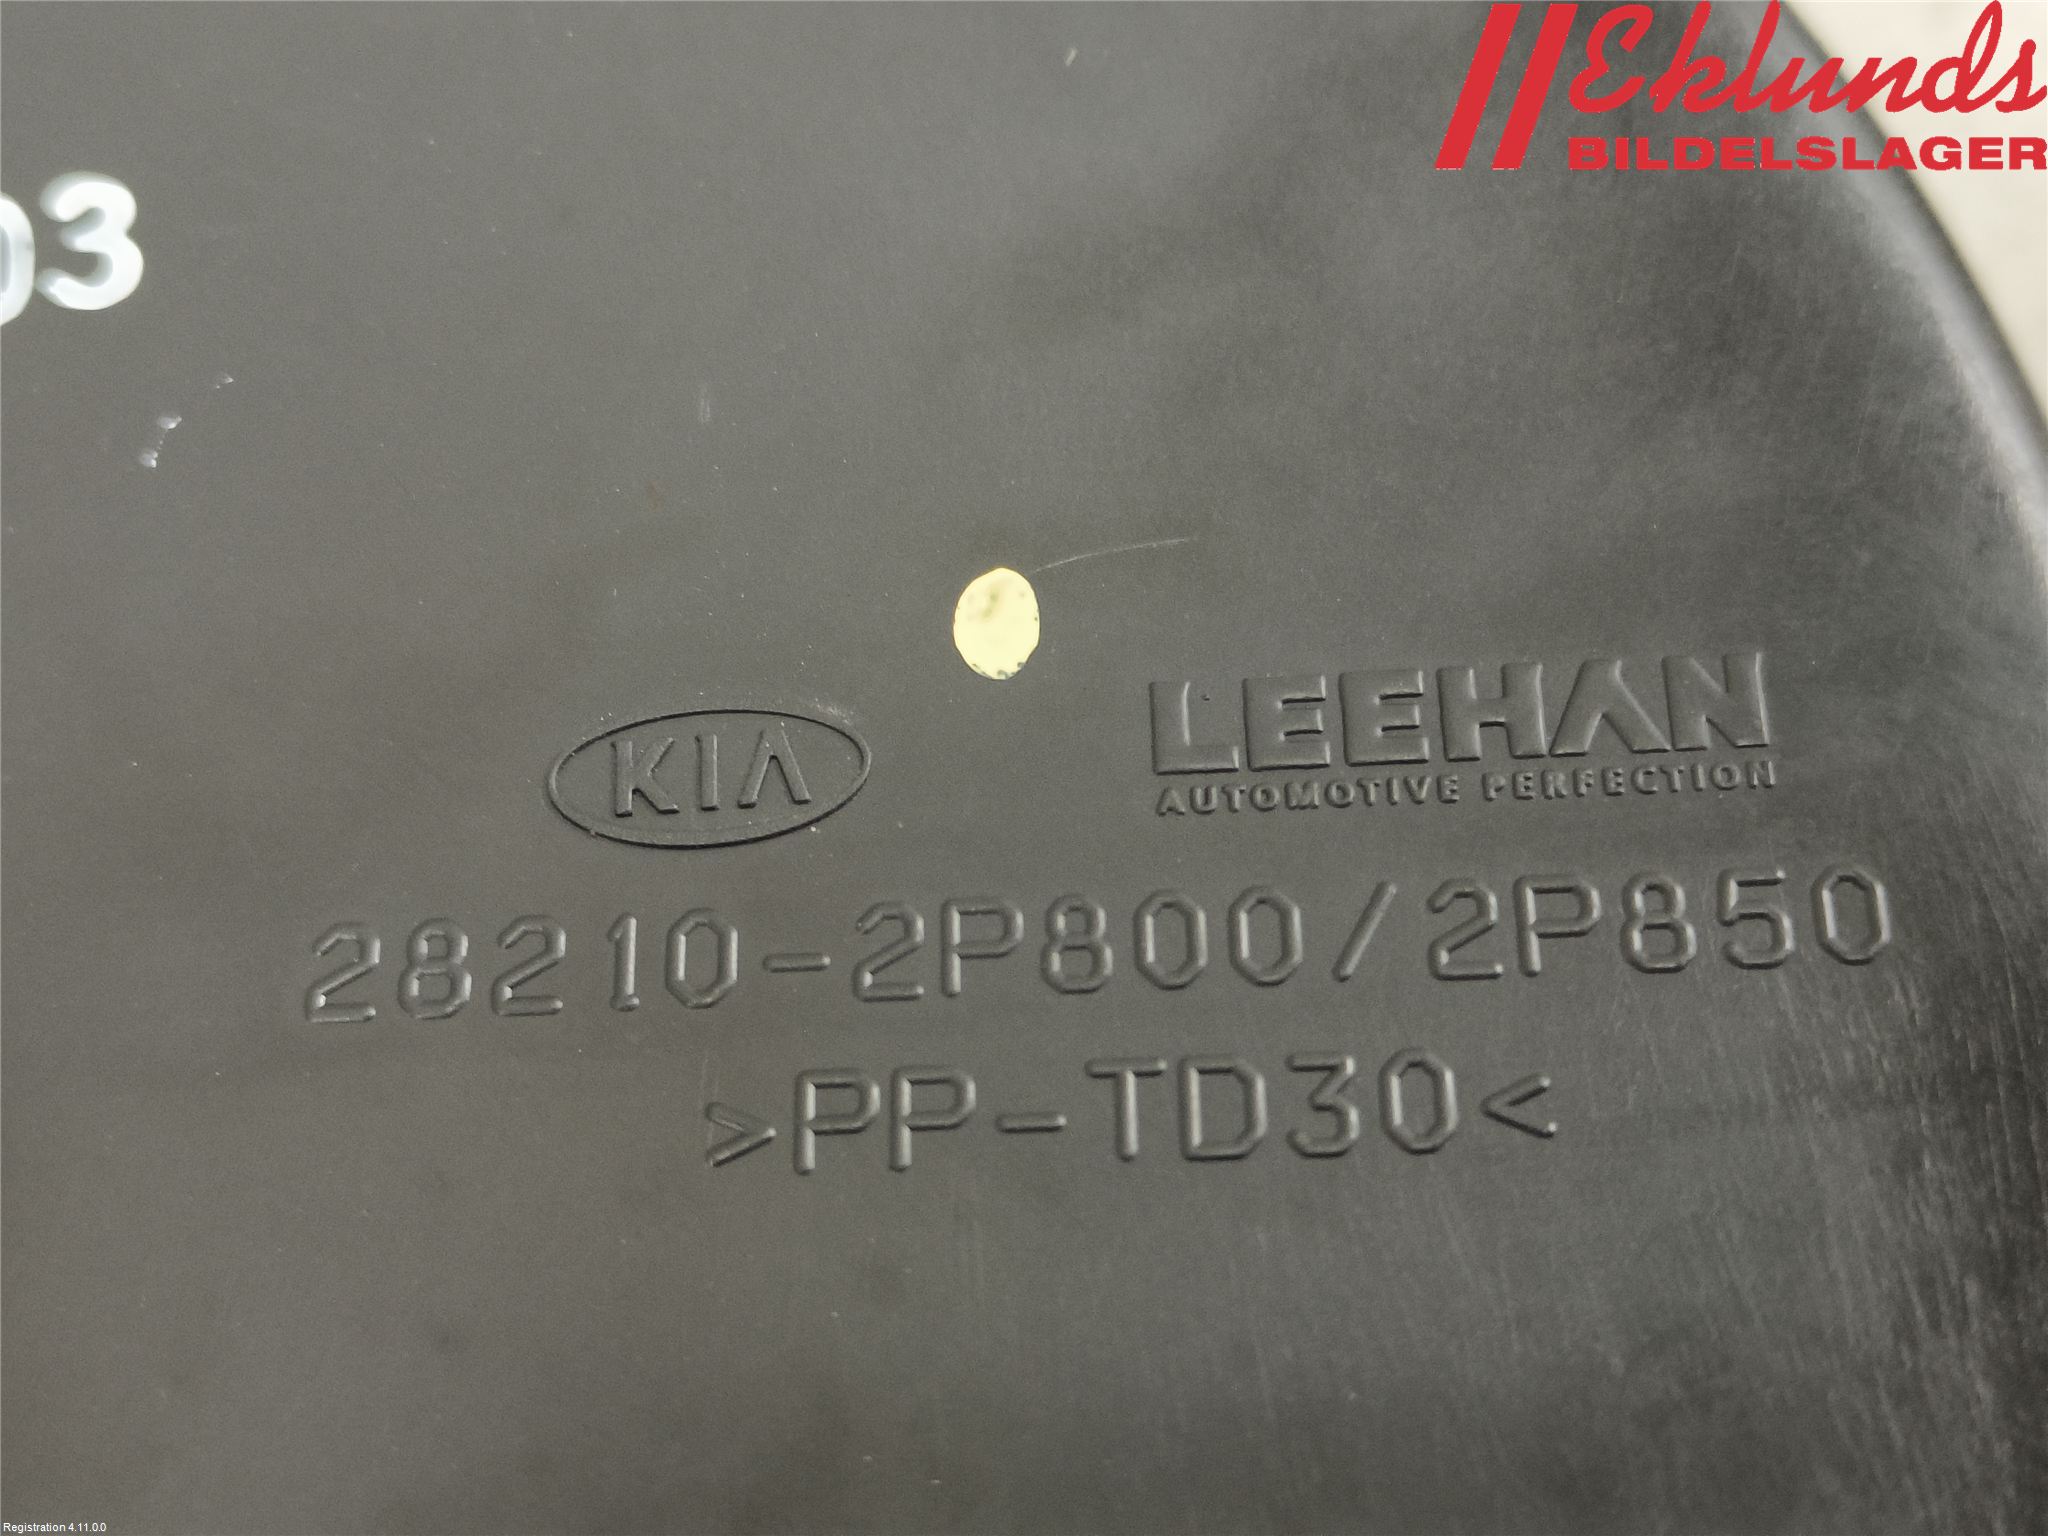 Eklunds
BILDELSLAGER
03
KIA
LEEHAN
AUTOMOTIVE PERFECTION
28210-2P800/2P850
>PP-TD30<
Registration 4.11.0.0